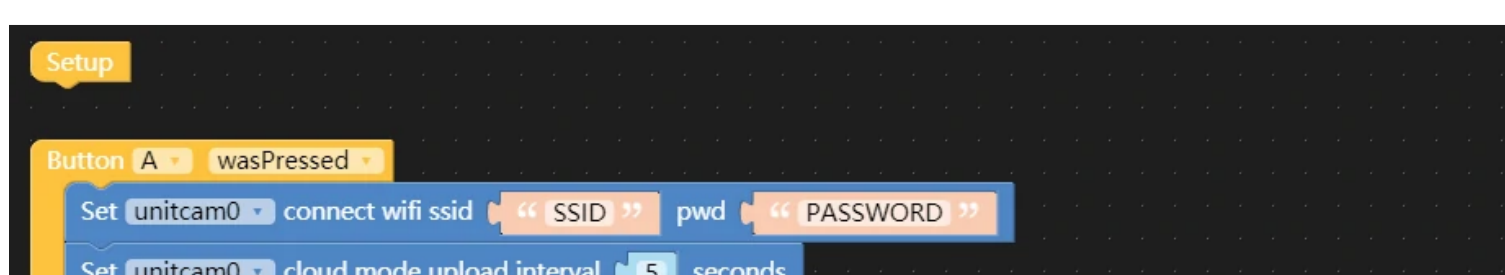 Setup
Button A wasPressed
Set unitcam0 connect wifi ssid “ SSID ” pwd “ PASSWORD ”
Set unitcam0 cloud mode upload interval 5 seconds